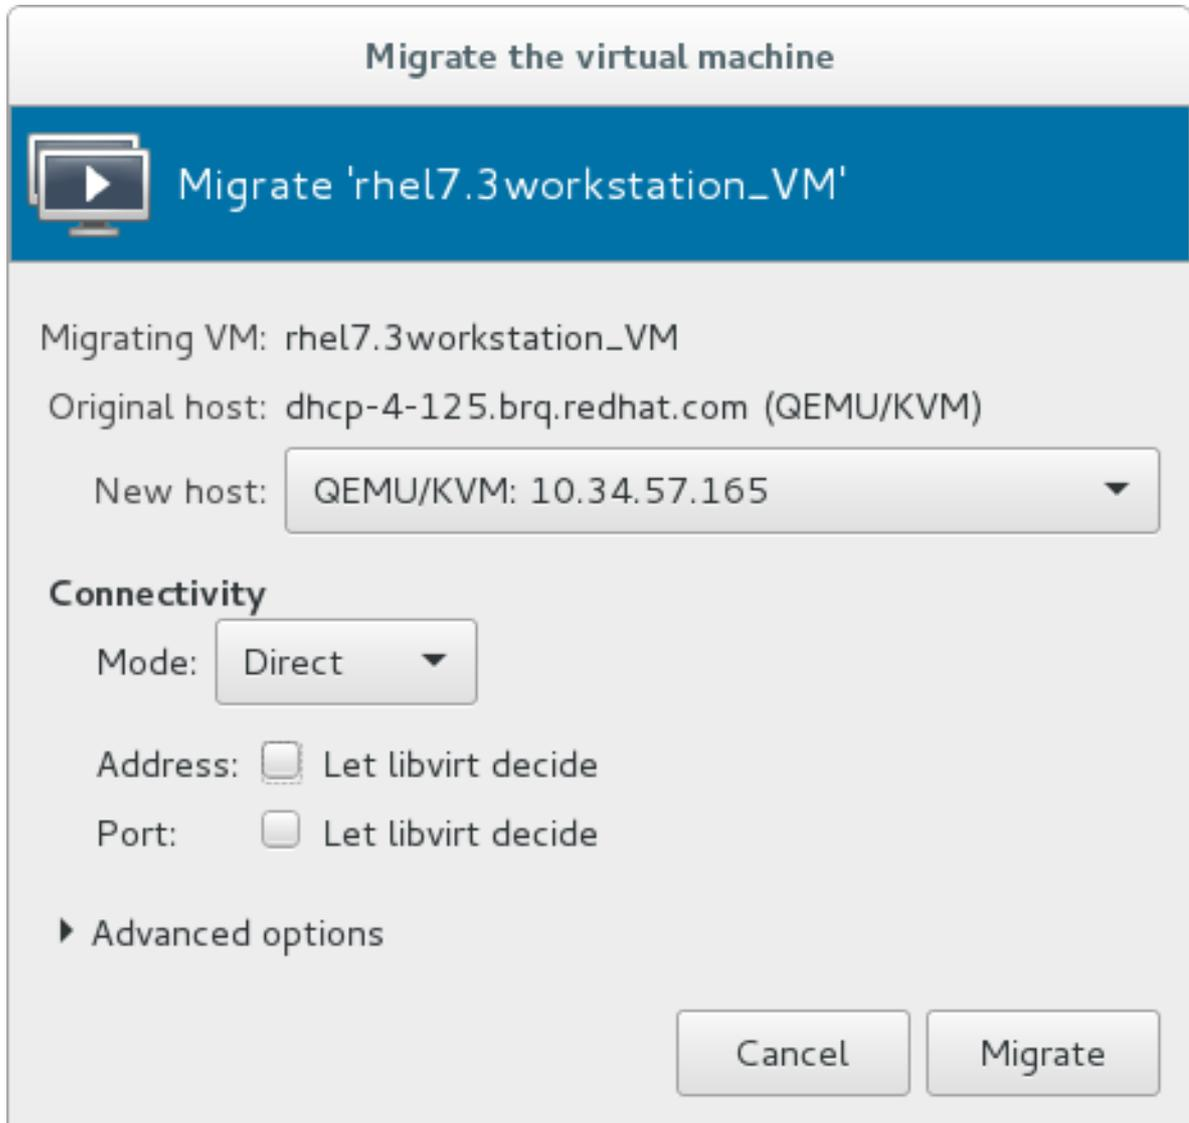 Migrate the virtual machine
Migrate 'rhel7.3workstation_VM'
Migrating VM: rhel7.3workstation_VM
Original host: dhcp-4-125.brq.redhat.com (QEMU/KVM)
New host: QEMU/KVM: 10.34.57.165
Connectivity
Mode: Direct
Address: Let libvirt decide
Port: Let libvirt decide
Advanced options
Cancel Migrate